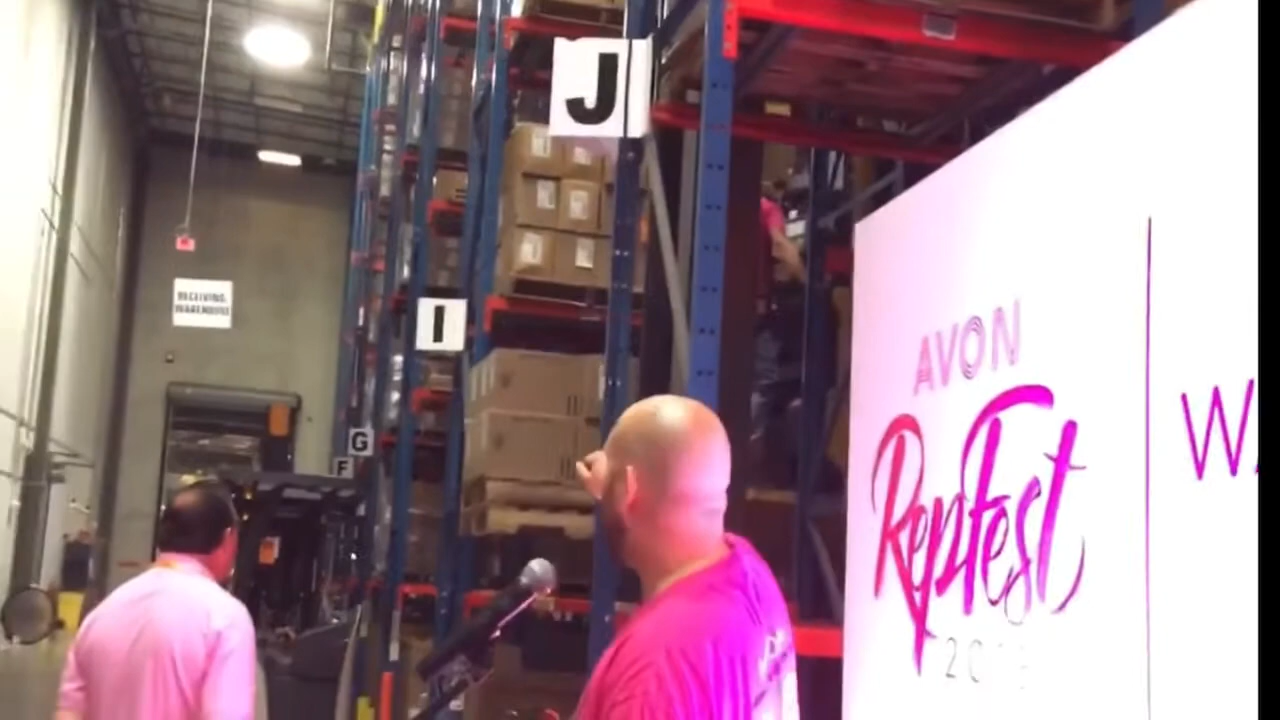 J
RECEIVING
WAREHOUSE
I
G
F
AVON
RepFest